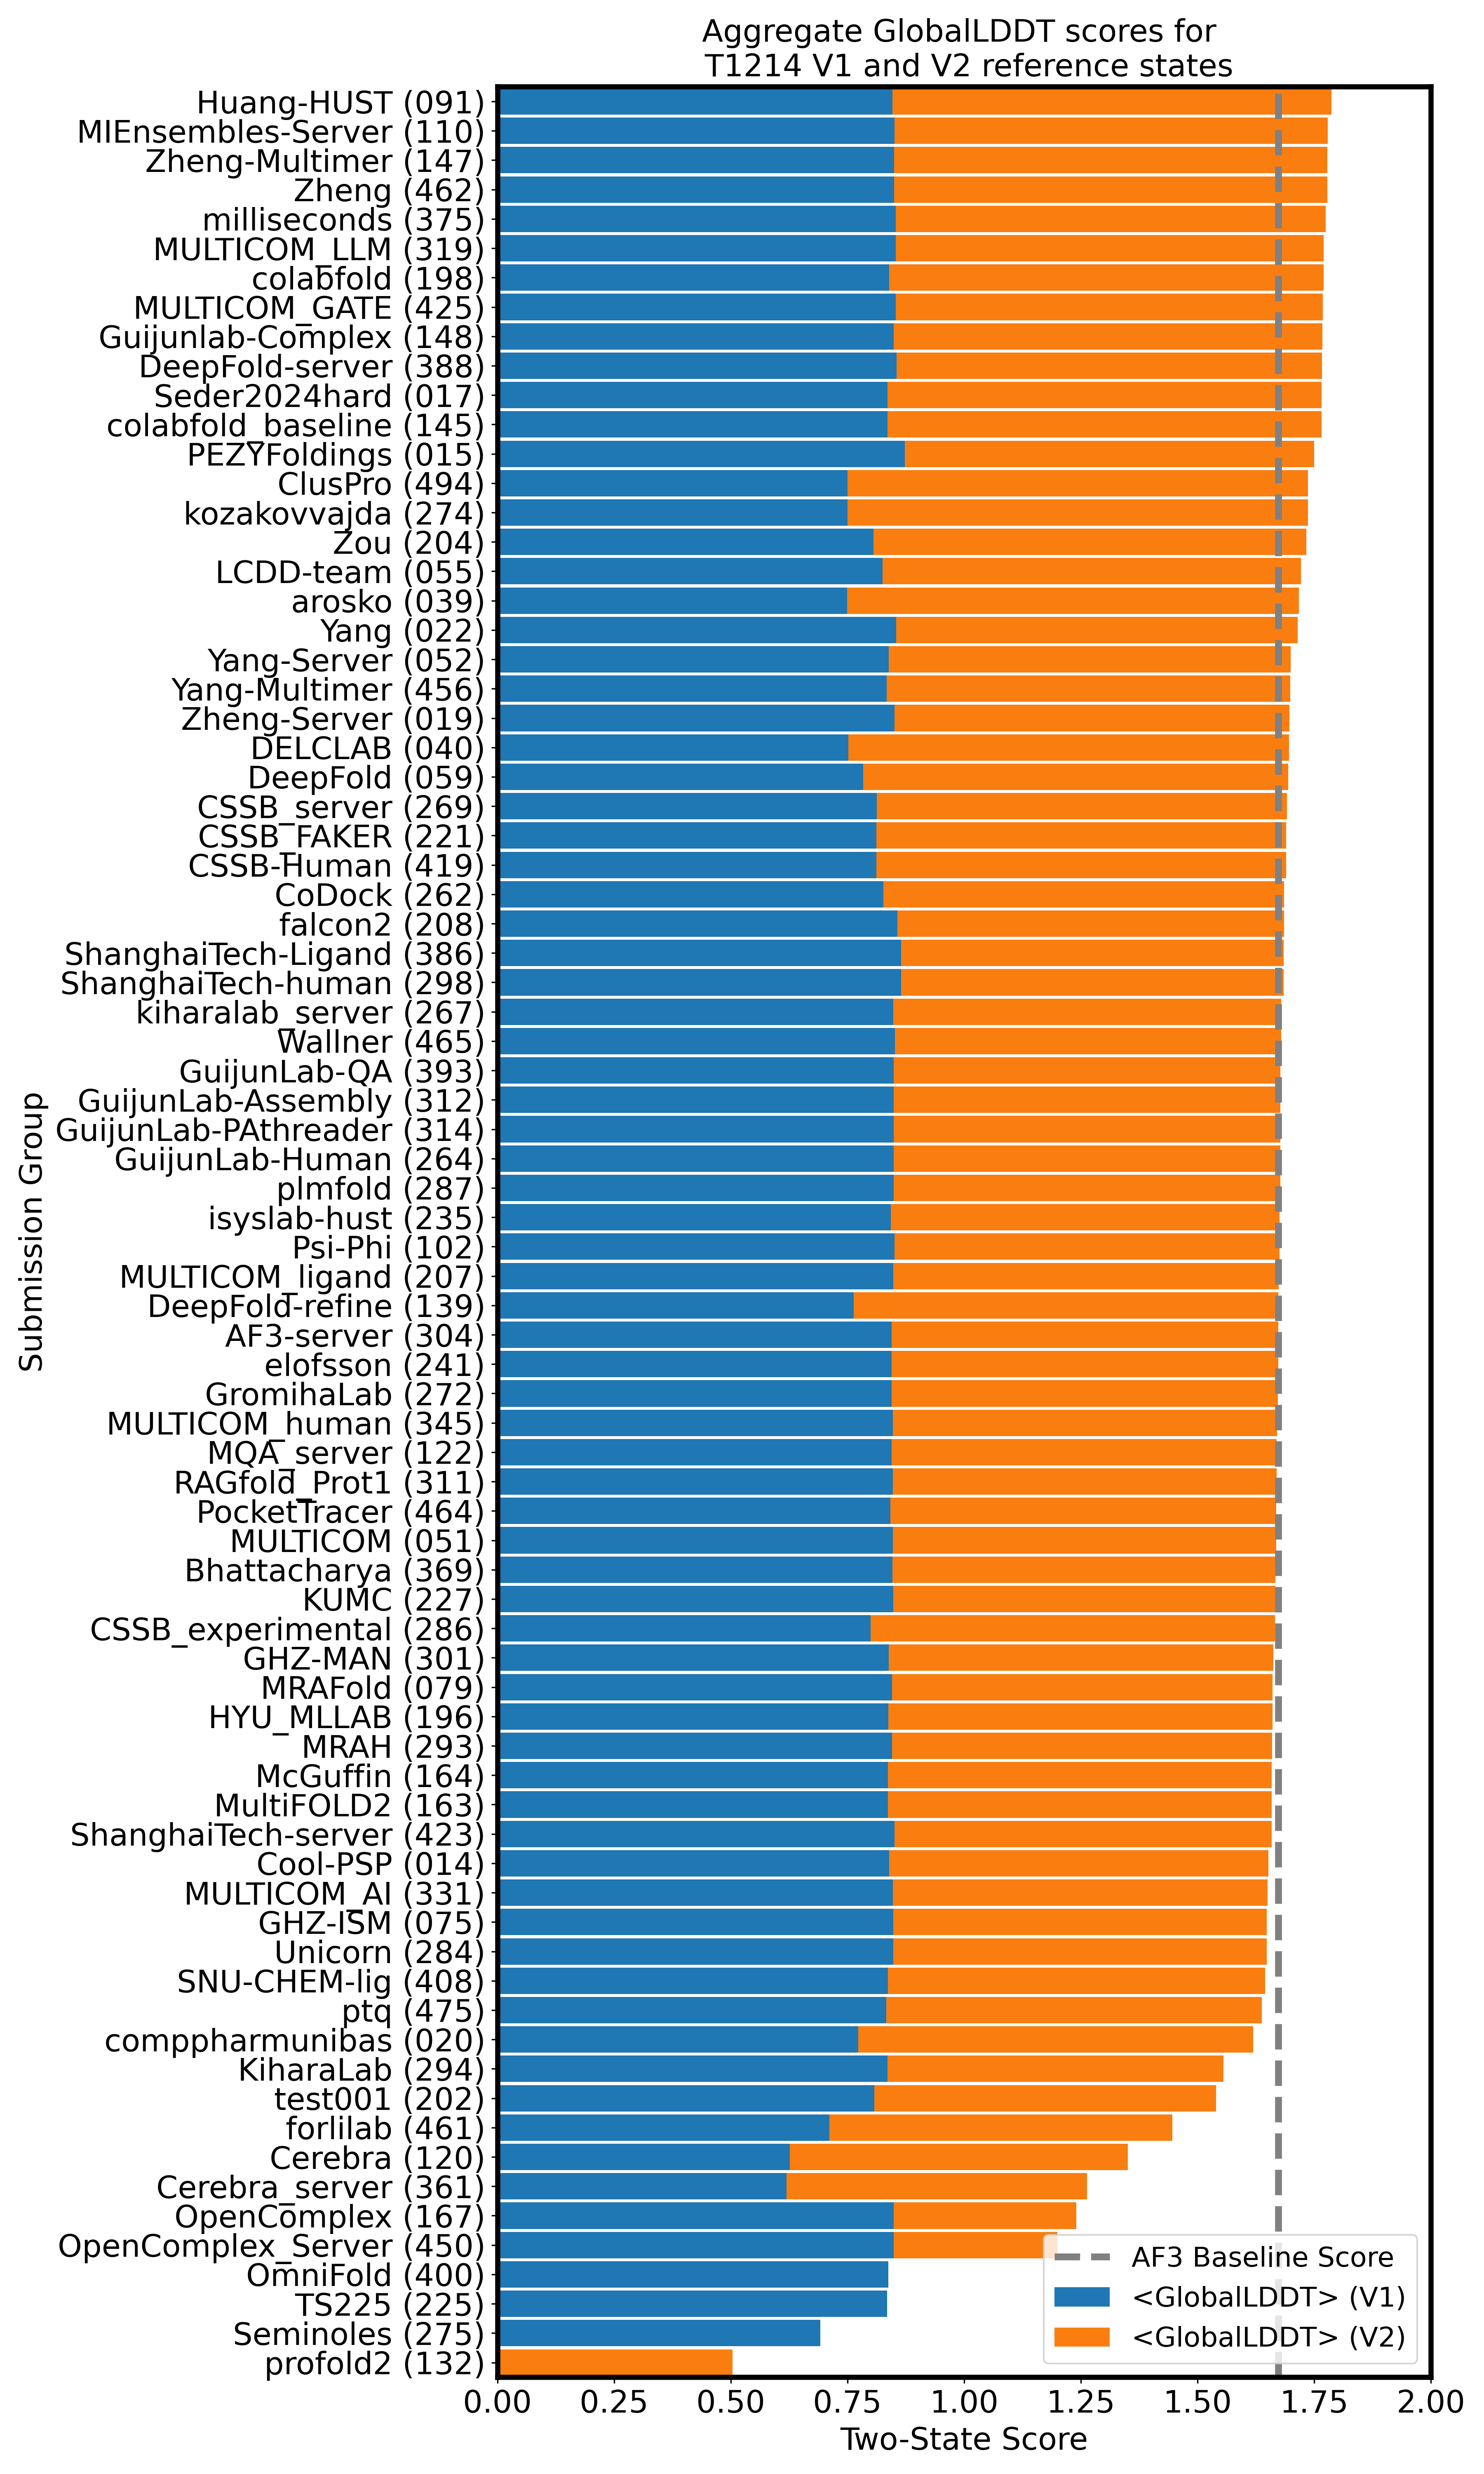 Aggregate GlobalLDDT scores for
T1214 V1 and V2 reference states
Huang-HUST (091)
MIEnsembles-Server (110)
Zheng-Multimer (147)
Zheng (462)
milliseconds (375)
MULTICOM_LLM (319)
colabfold (198)
MULTICOM_GATE (425)
Guijunlab-Complex (148)
DeepFold-server (388)
Seder2024hard (017)
colabfold_baseline (145)
PEZYFoldings (015)
ClusPro (494)
kozakovvajda (274)
Zou (204)
LCDD-team (055)
arosko (039)
Yang (022)
Yang-Server (052)
Yang-Multimer (456)
Zheng-Server (019)
DELCLAB (040)
DeepFold (059)
CSSB_server (269)
CSSB_FAKER (221)
CSSB-Human (419)
CoDock (262)
falcon2 (208)
ShanghaiTech-Ligand (386)
ShanghaiTech-human (298)
kiharalab_server (267)
Wallner (465)
GuijunLab-QA (393)
GuijunLab-Assembly (312)
GuijunLab-PAthreader (314)
GuijunLab-Human (264)
plmfold (287)
isyslab-hust (235)
Psi-Phi (102)
MULTICOM_ligand (207)
DeepFold-refine (139)
AF3-server (304)
elofsson (241)
GromihaLab (272)
MULTICOM_human (345)
MQA_server (122)
RAGfold_Prot1 (311)
PocketTracer (464)
MULTICOM (051)
Bhattacharya (369)
KUMC (227)
CSSB_experimental (286)
GHZ-MAN (301)
MRAFold (079)
HYU_MLLAB (196)
MRAH (293)
McGuffin (164)
MultiFOLD2 (163)
ShanghaiTech-server (423)
Cool-PSP (014)
MULTICOM_AI (331)
GHZ-ISM (075)
Unicorn (284)
SNU-CHEM-lig (408)
ptq (475)
comppharmunibas (020)
KiharaLab (294)
test001 (202)
forlilab (461)
Cerebra (120)
Cerebra_server (361)
OpenComplex (167)
OpenComplex_Server (450)
OmniFold (400)
TS225 (225)
Seminoles (275)
profold2 (132)
Submission Group
AF3 Baseline Score
<GlobalLDDT> (V1)
<GlobalLDDT> (V2)
0.00 0.25 0.50 0.75 1.00 1.25 1.50 1.75 2.00
Two-State Score